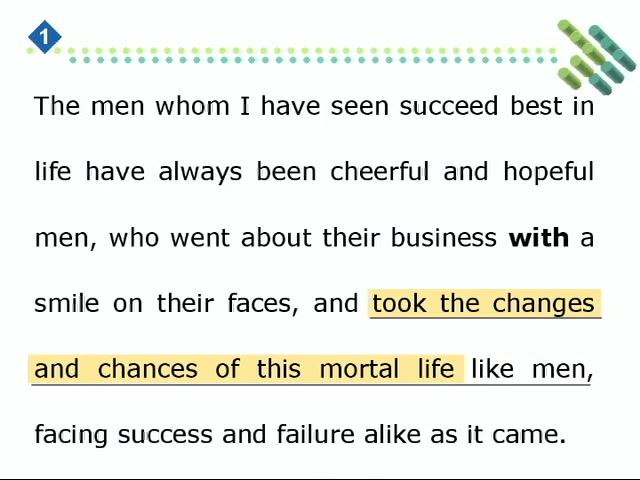 1
The men whom I have seen succeed best in
life have always been cheerful and hopeful
men, who went about their business with a
smile on their faces, and took the changes
and chances of this mortal life like men,
facing success and failure alike as it came.